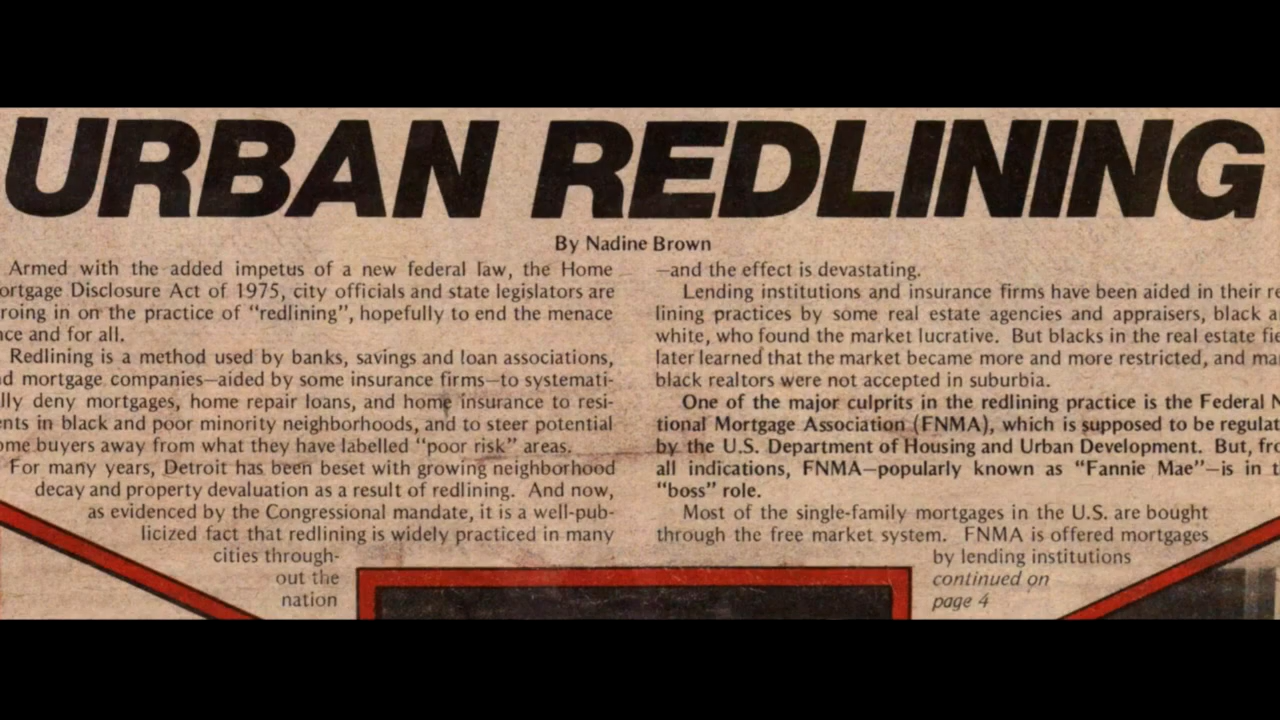 URBAN REDLINING
By Nadine Brown
Armed with the added impetus of a new federal law, the Home
ortgage Disclosure Act of 1975, city officials and state legislators are
roing in on the practice of "redlining", hopefully to end the menace
nce and for all.
Redlining is a method used by banks, savings and loan associations,
d mortgage companies—aided by some insurance firms—to systemati-
lly deny mortgages, home repair loans, and home insurance to resi-
ents in black and poor minority neighborhoods, and to steer potential
ome buyers away from what they have labelled "poor risk" areas.
For many years, Detroit has been beset with growing neighborhood
decay and property devaluation as a result of redlining. And now,
as evidenced by the Congressional mandate, it is a well-pub-
licized fact that redlining is widely practiced in many
cities through-
out the
nation
—and the effect is devastating.
Lending institutions and insurance firms have been aided in their re
lining practices by some real estate agencies and appraisers, black a
white, who found the market lucrative. But blacks in the real estate fie
later learned that the market became more and more restricted, and ma
black realtors were not accepted in suburbia.
One of the major culprits in the redlining practice is the Federal N
tional Mortgage Association (FNMA), which is supposed to be regulat
by the U.S. Department of Housing and Urban Development. But, fro
all indications, FNMA—popularly known as "Fannie Mae"—is in t
"boss" role.
Most of the single-family mortgages in the U.S. are bought
through the free market system. FNMA is offered mortgages
by lending institutions
continued on
page 4